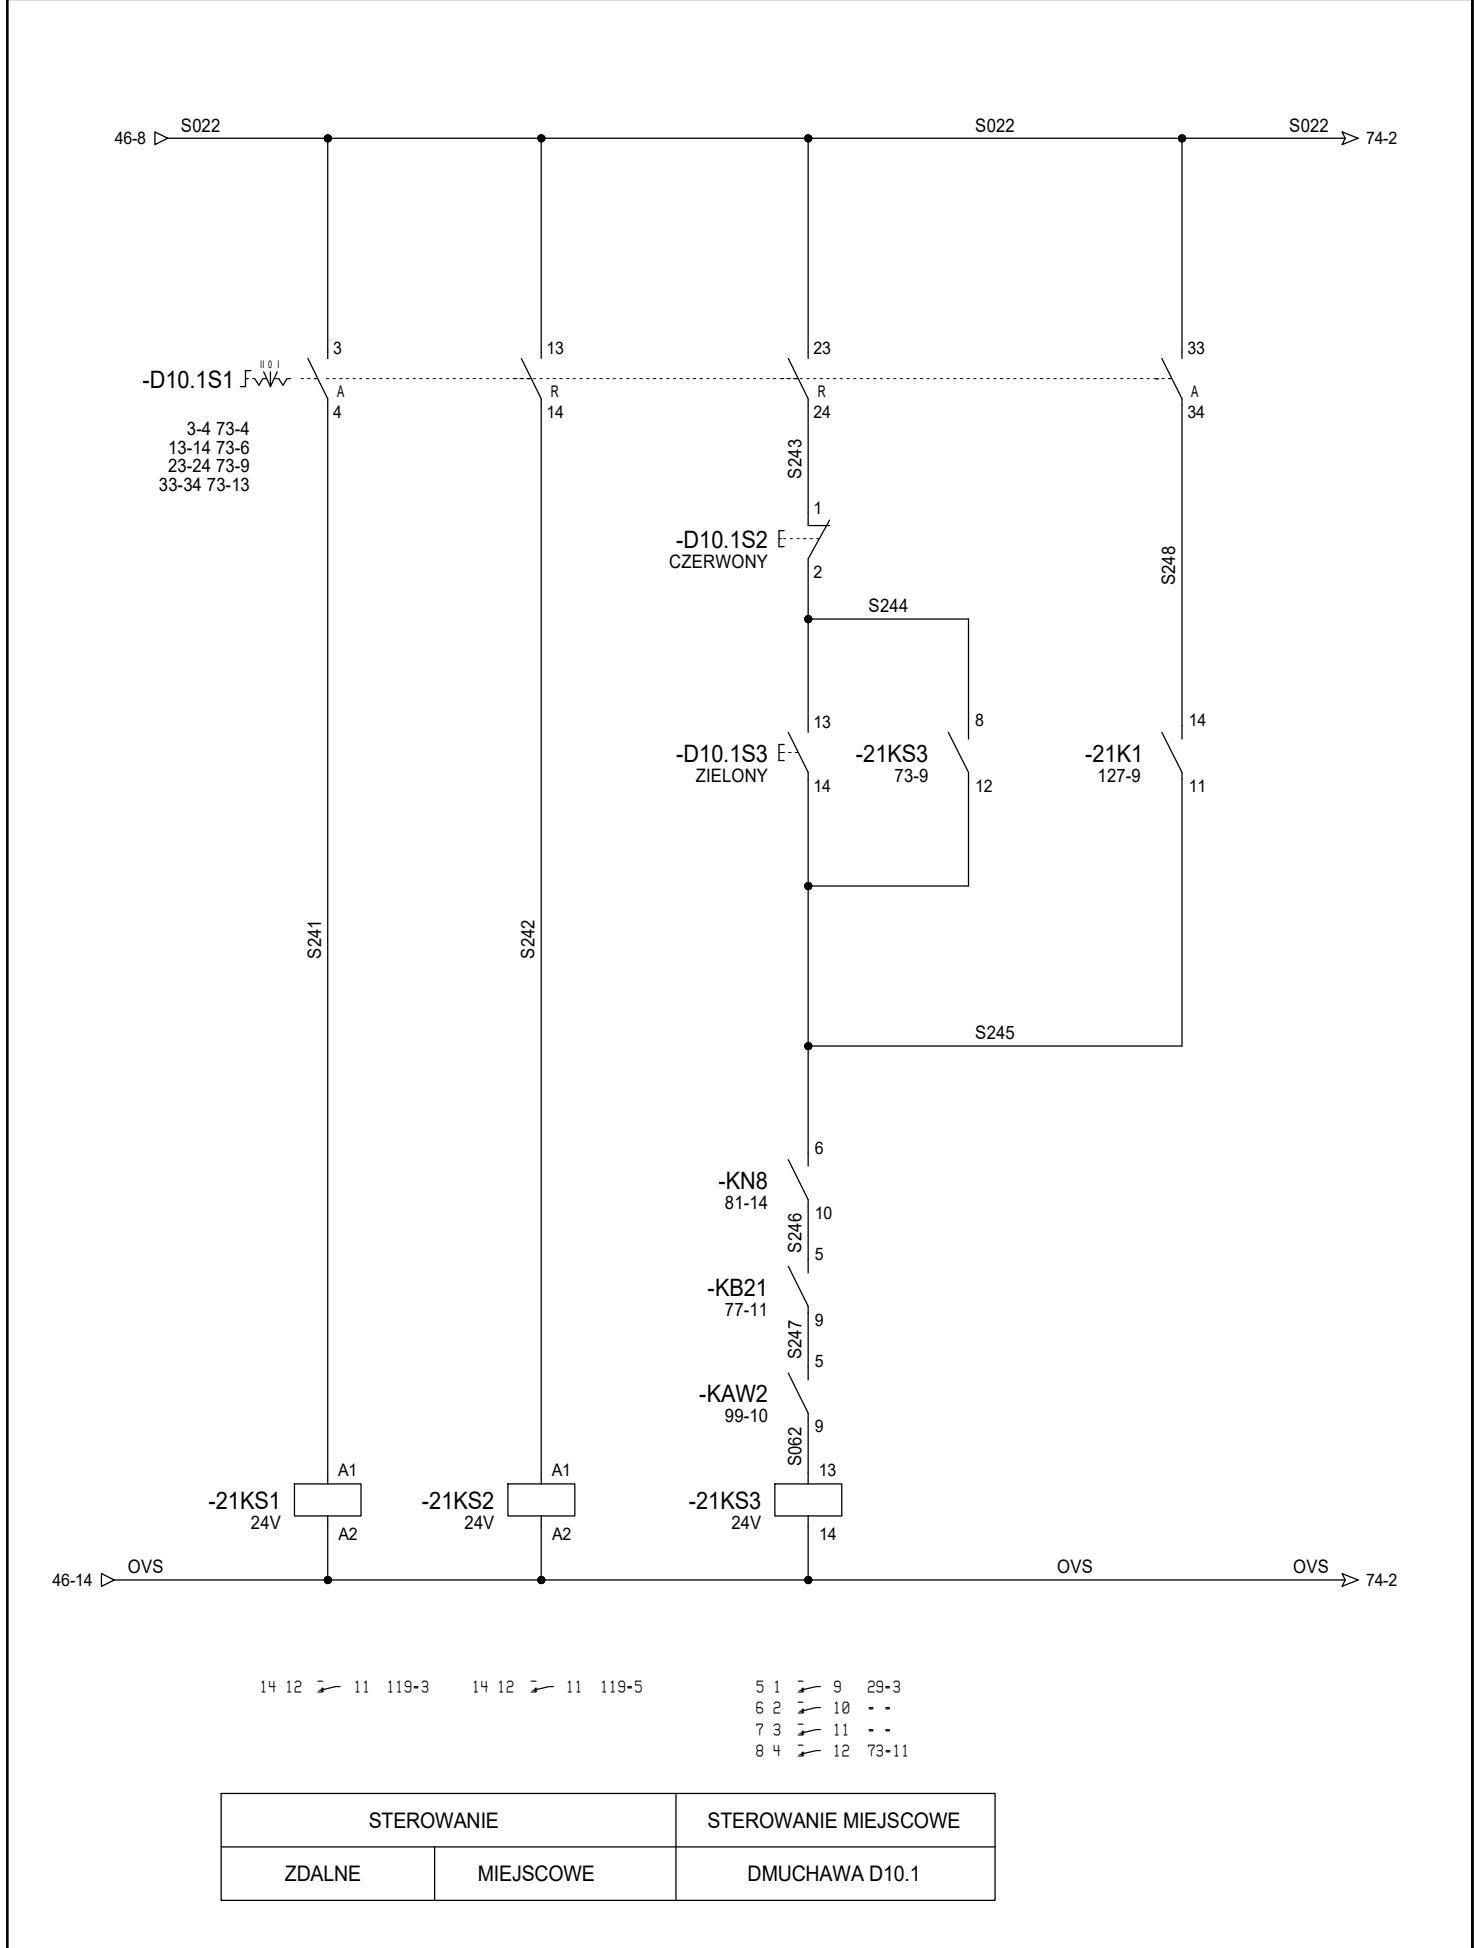 46-8 S022 S022 S022 74-2
3 13 23 33
-D10.1S1 II 0 I A R R A
4 14 24 34
3-4 73-4
13-14 73-6
23-24 73-9
33-34 73-13
S243
1
-D10.1S2
CZERWONY
2
S248
S244
13 8 14
-D10.1S3 -21KS3 -21K1
ZIELONY 73-9 127-9
14 12 11
S241 S242
S245
6
-KN8
81-14
10
S246
5
-KB21
77-11
9
S247
5
-KAW2
99-10
9
S062
A1 A1 13
-21KS1 -21KS2 -21KS3
24V 24V 24V
A2 A2 14
46-14 OVS OVS OVS 74-2
14 12 11 119-3 14 12 11 119-5 5 1 9 29-3
6 2 10 - -
7 3 11 - -
8 4 12 73-11
STEROWANIE STEROWANIE MIEJSCOWE
ZDALNE MIEJSCOWE DMUCHAWA D10.1